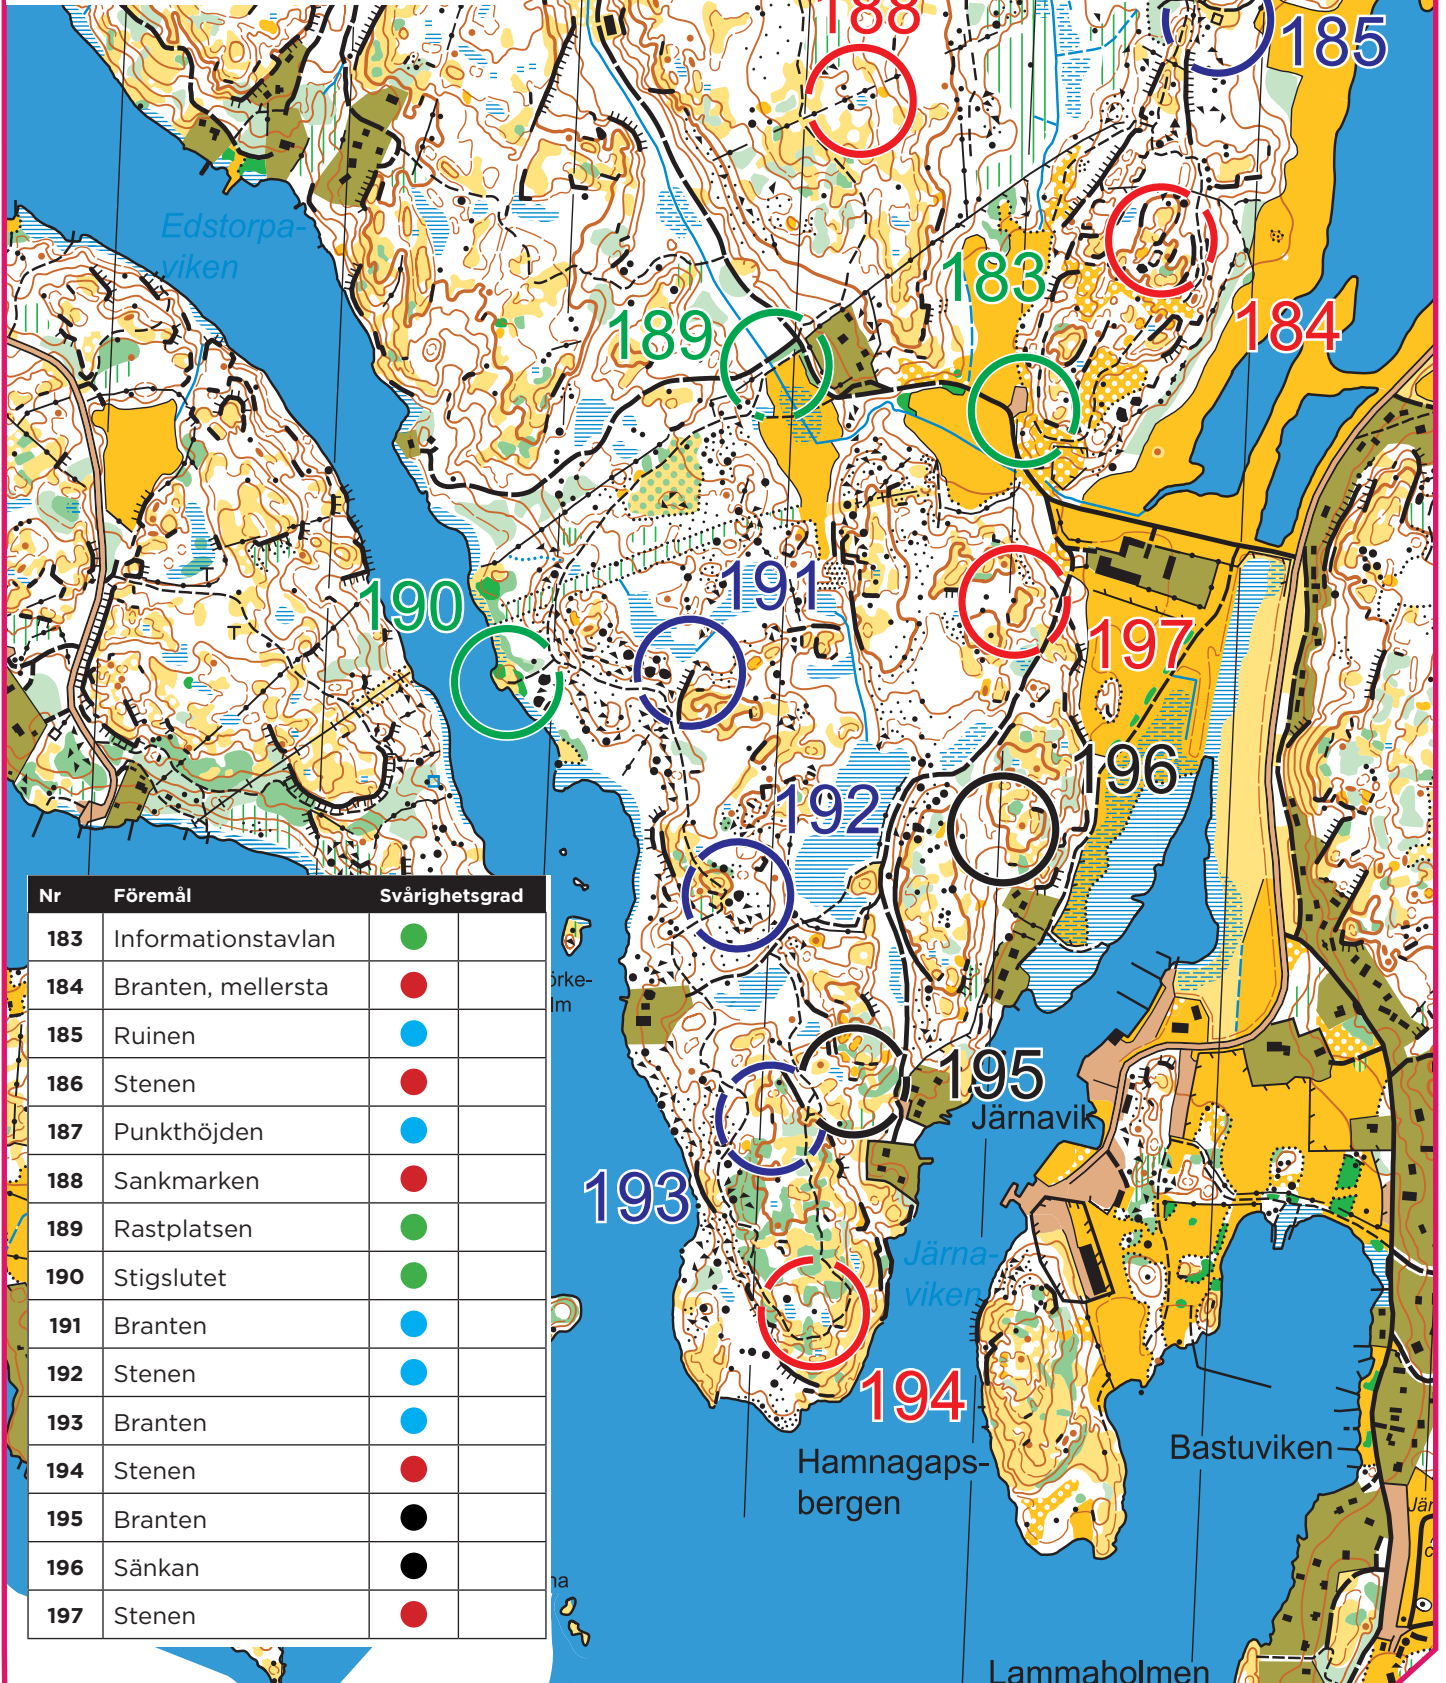 188
185
Edstorpa-
viken
183
184
189
191
190
197
196
192
Nr Föremål Svårighetsgrad
183 Informationstavlan
184 Branten, mellersta
185 Ruinen
186 Stenen
187 Punkthöjden
188 Sankmarken
189 Rastplatsen
190 Stigslutet
191 Branten
192 Stenen
193 Branten
194 Stenen
195 Branten
196 Sänkan
197 Stenen
195
Järnavik
193
Järna-
viken
194
Hamnagaps-
bergen
Bastuviken
Lammaholmen